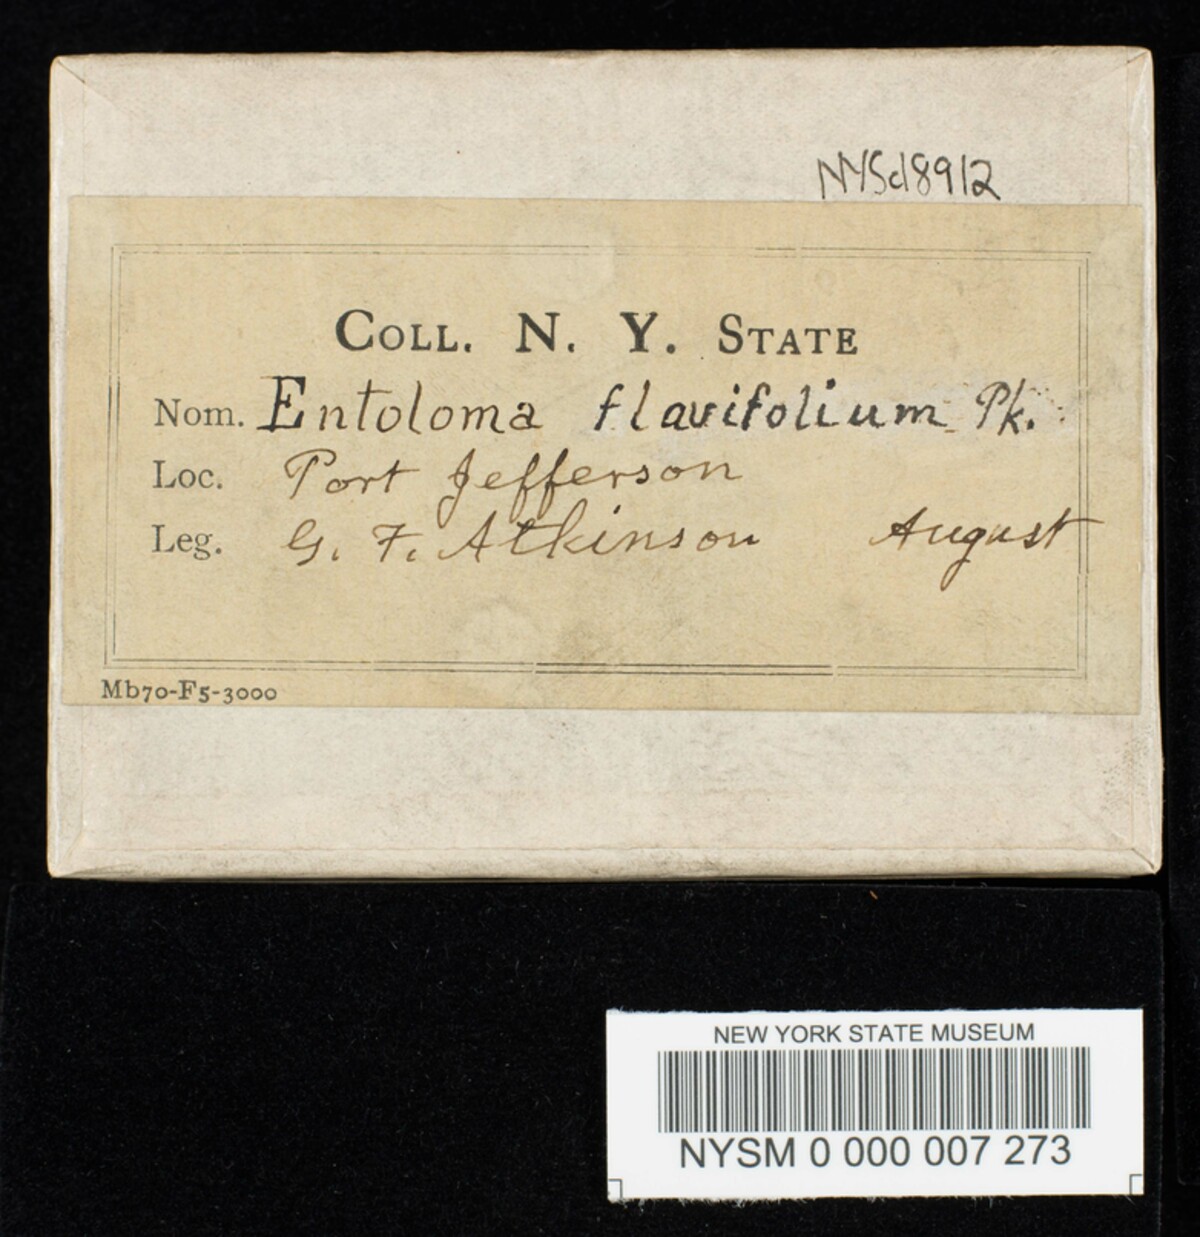 NYSd8912
COLL. N. Y. STATE
Nom. Entoloma flavifolium Pk.
Loc. Port Jefferson
Leg. G. F. Atkinson August
Mb70-F5-3000
NEW YORK STATE MUSEUM
NYSM 0 000 007 273